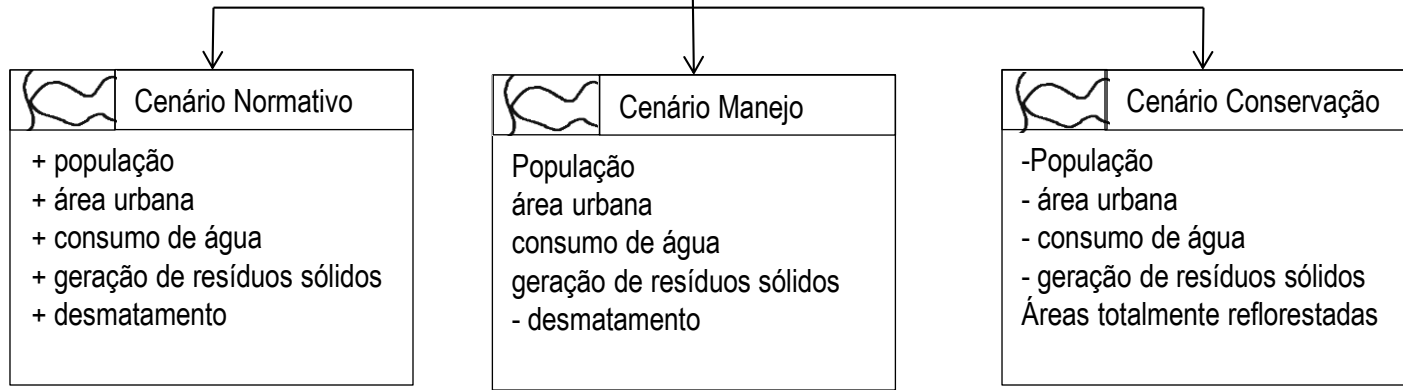 Cenário Normativo
+ população
+ área urbana
+ consumo de água
+ geração de resíduos sólidos
+ desmatamento
Cenário Manejo
População
área urbana
consumo de água
geração de resíduos sólidos
- desmatamento
Cenário Conservação
-População
- área urbana
- consumo de água
- geração de resíduos sólidos
Áreas totalmente reflorestadas